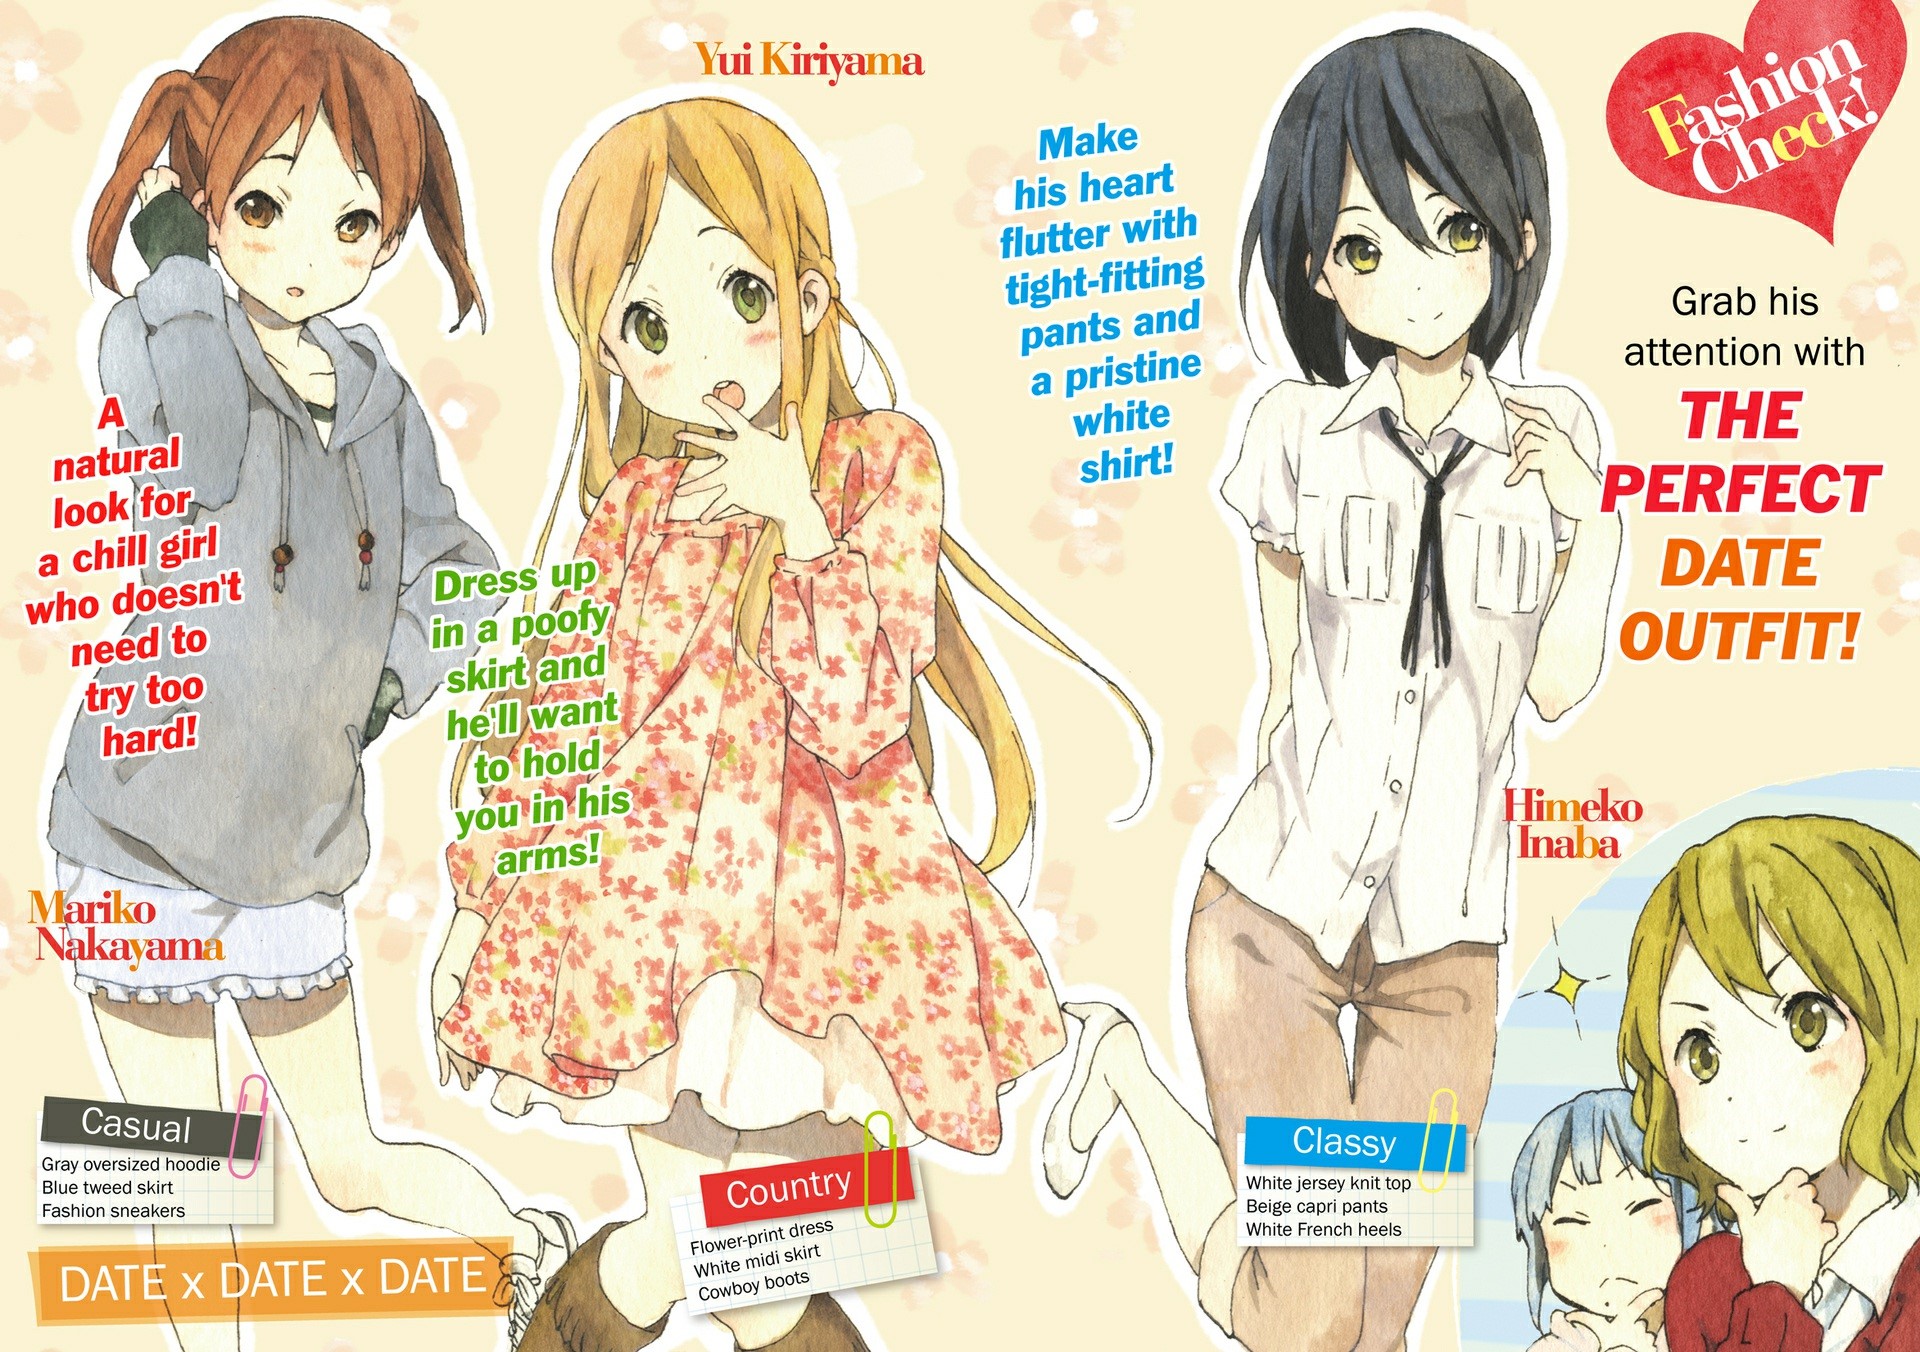 Fashion
Check!
Grab his
attention with
THE
PERFECT
DATE
OUTFIT!
Yui Kiriyama
Make
his heart
flutter with
tight-fitting
pants and
a pristine
white
shirt!
A
natural
look for
a chill girl
who doesn't
need to
try too
hard!
Dress up
in a poofy
skirt and
he'll want
to hold
you in his
arms!
Himeko
Inaba
Mariko
Nakayama
Casual
Gray oversized hoodie
Blue tweed skirt
Fashion sneakers
Country
Flower-print dress
White midi skirt
Cowboy boots
Classy
White jersey knit top
Beige capri pants
White French heels
DATE x DATE x DATE